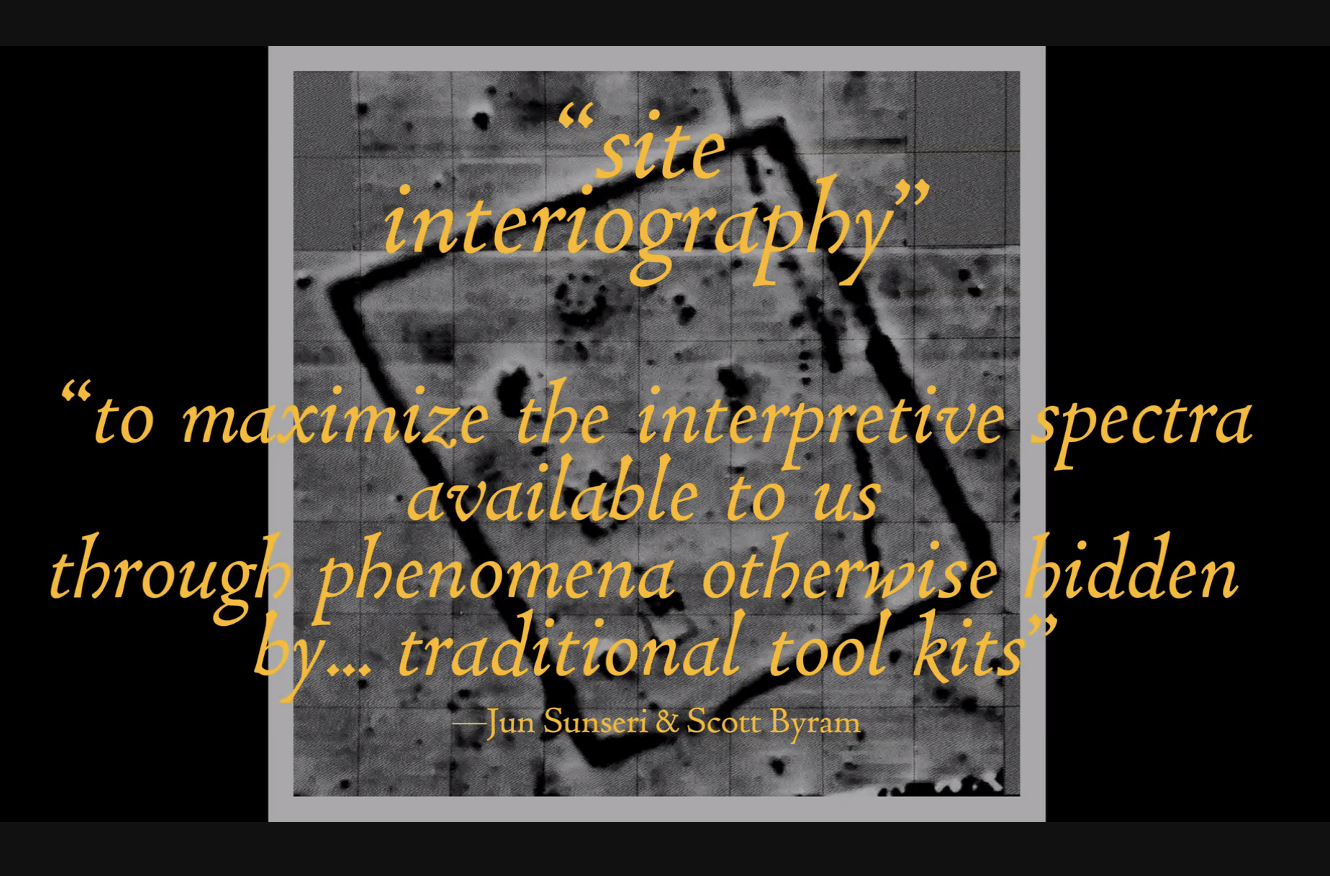 “site
interiography”
“to maximize the interpretive spectra
available to us
through phenomena otherwise hidden
by... traditional tool kits”
—Jun Sunseri & Scott Byram